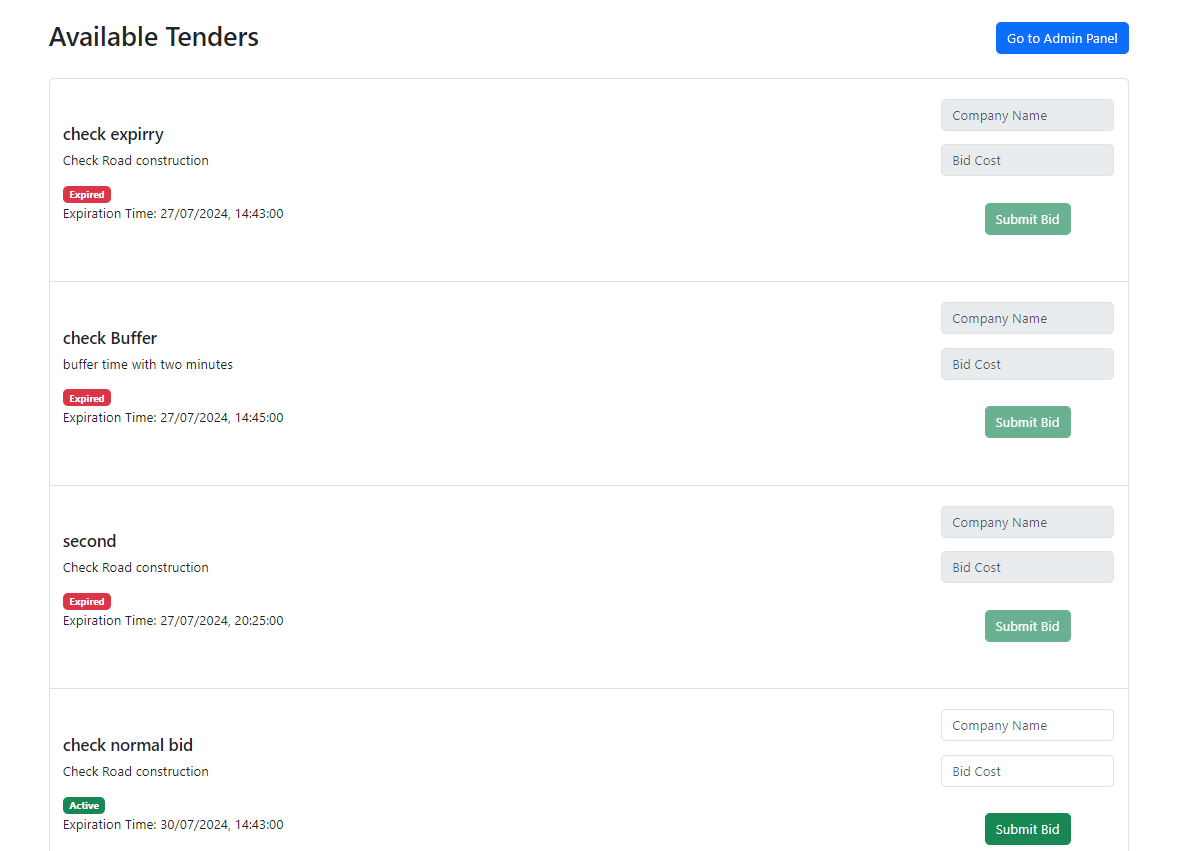 Available Tenders
Go to Admin Panel
check expirry
Check Road construction
Expired
Expiration Time: 27/07/2024, 14:43:00
Company Name
Bid Cost
Submit Bid
check Buffer
buffer time with two minutes
Expired
Expiration Time: 27/07/2024, 14:45:00
Company Name
Bid Cost
Submit Bid
second
Check Road construction
Expired
Expiration Time: 27/07/2024, 20:25:00
Company Name
Bid Cost
Submit Bid
check normal bid
Check Road construction
Active
Expiration Time: 30/07/2024, 14:43:00
Company Name
Bid Cost
Submit Bid